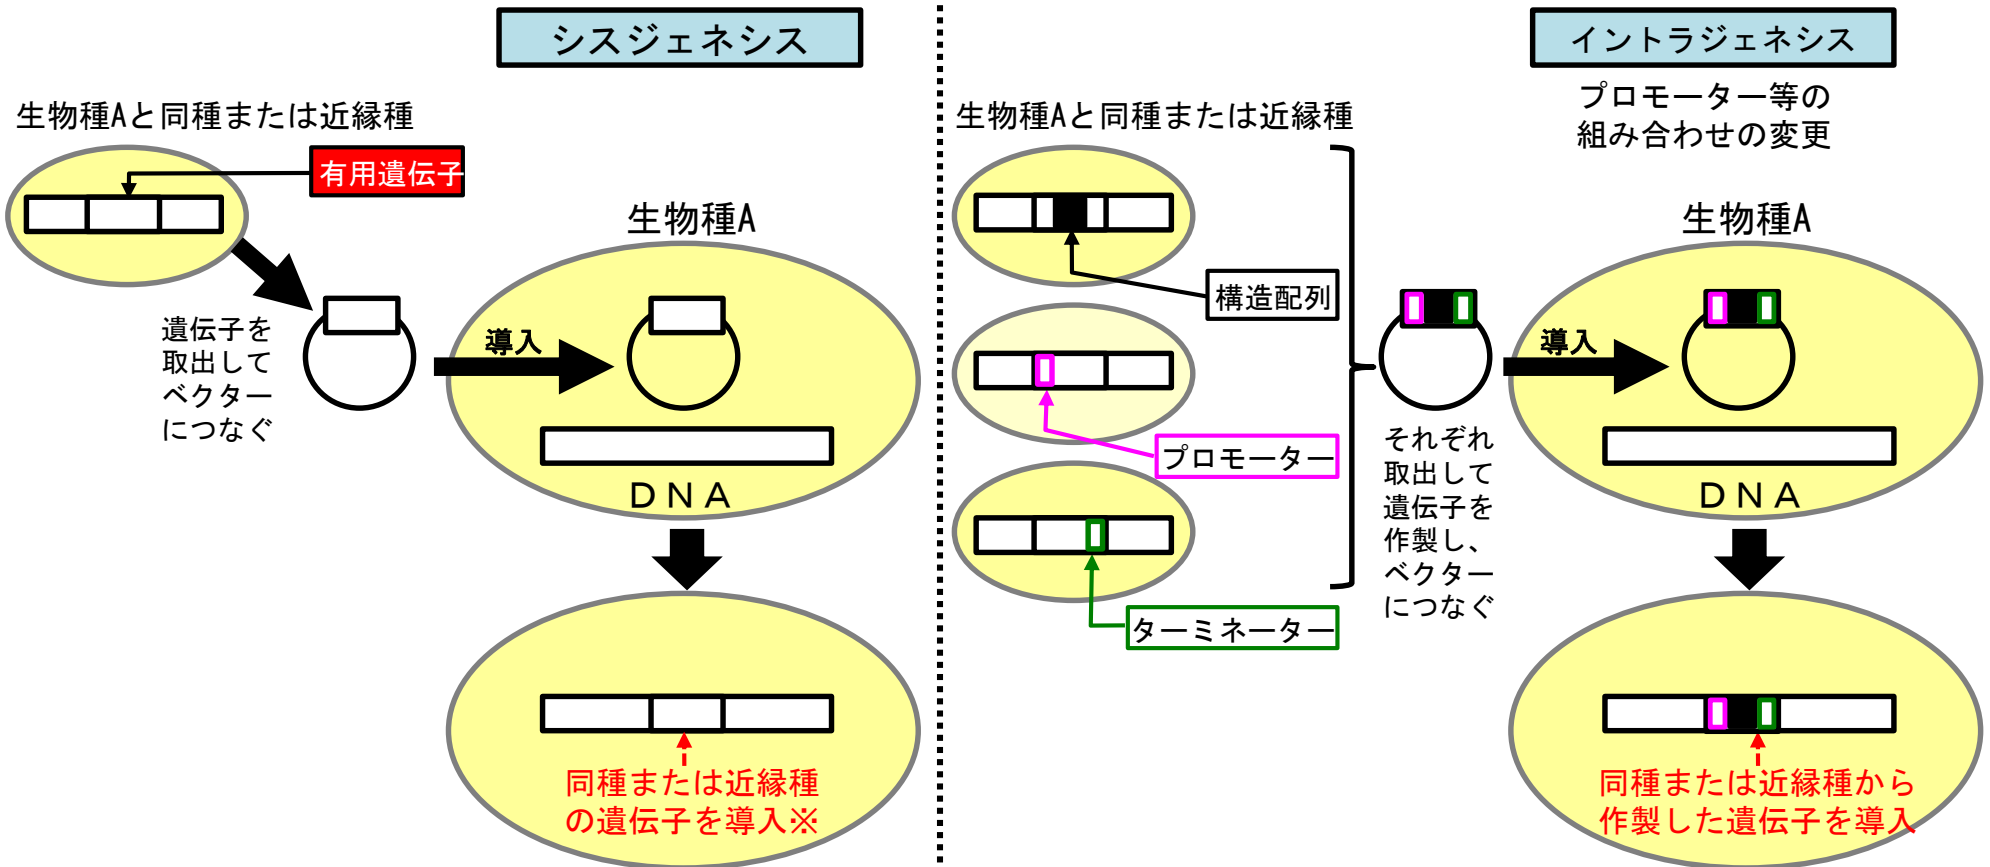 シスジェネシス
生物種Aと同種または近縁種
有用遺伝子
遺伝子を
取出して
ベクター
につなぐ
導入
生物種A
DNA
同種または近縁種
の遺伝子を導入※
イントラジェネシス
プロモーター等の
組み合わせの変更
生物種Aと同種または近縁種
構造配列
プロモーター
ターミネーター
それぞれ
取出して
遺伝子を
作製し、
ベクター
につなぐ
導入
生物種A
DNA
同種または近縁種から
作製した遺伝子を導入